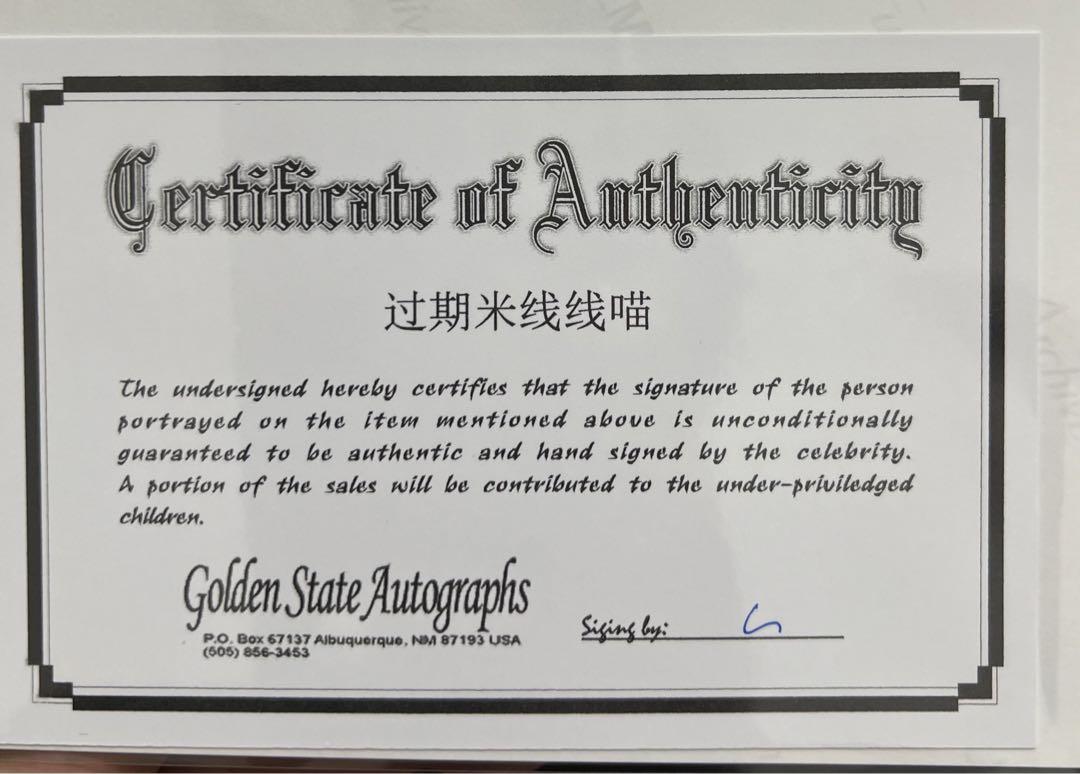 Certificate of Authenticity
过期米线线喵
The undersigned hereby certifies that the signature of the person
portrayed on the item mentioned above is unconditionally
guaranteed to be authentic and hand signed by the celebrity.
A portion of the sales will be contributed to the under-priviledged
children.
Golden State Autographs
P.O. Box 67137 Albuquerque, NM 87193 USA
(505) 856-3453
Siging by: